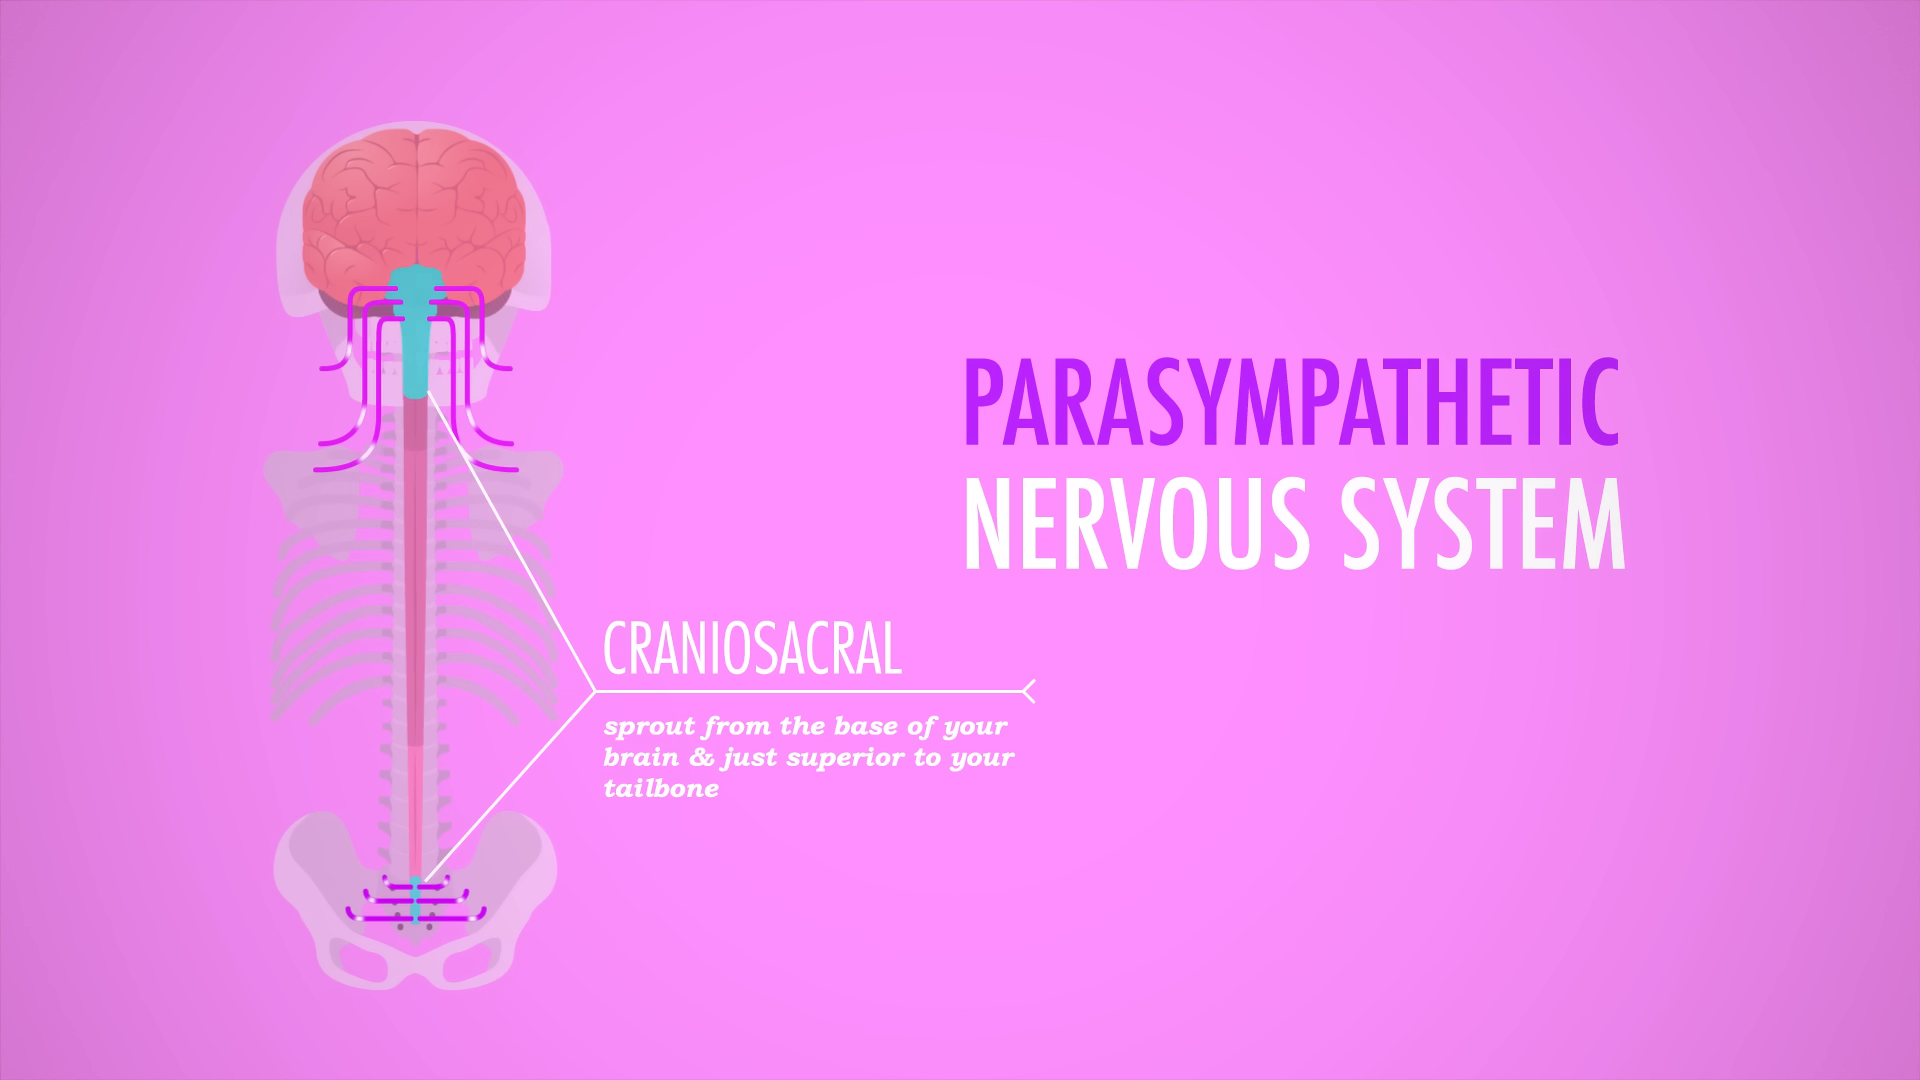 PARASYMPATHETIC
NERVOUS SYSTEM
CRANIOSACRAL
sprout from the base of your
brain & just superior to your
tailbone